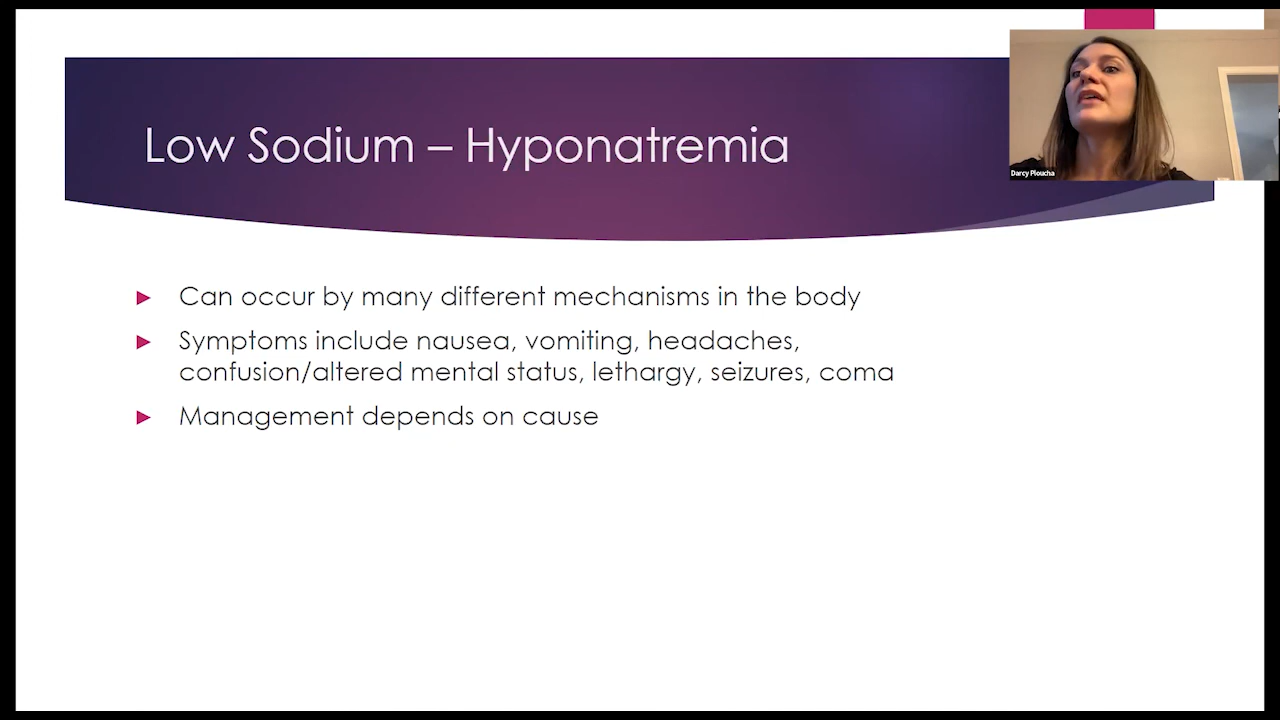 Low Sodium – Hyponatremia
Darcy Ploucha
Can occur by many different mechanisms in the body
Symptoms include nausea, vomiting, headaches,
confusion/altered mental status, lethargy, seizures, coma
Management depends on cause